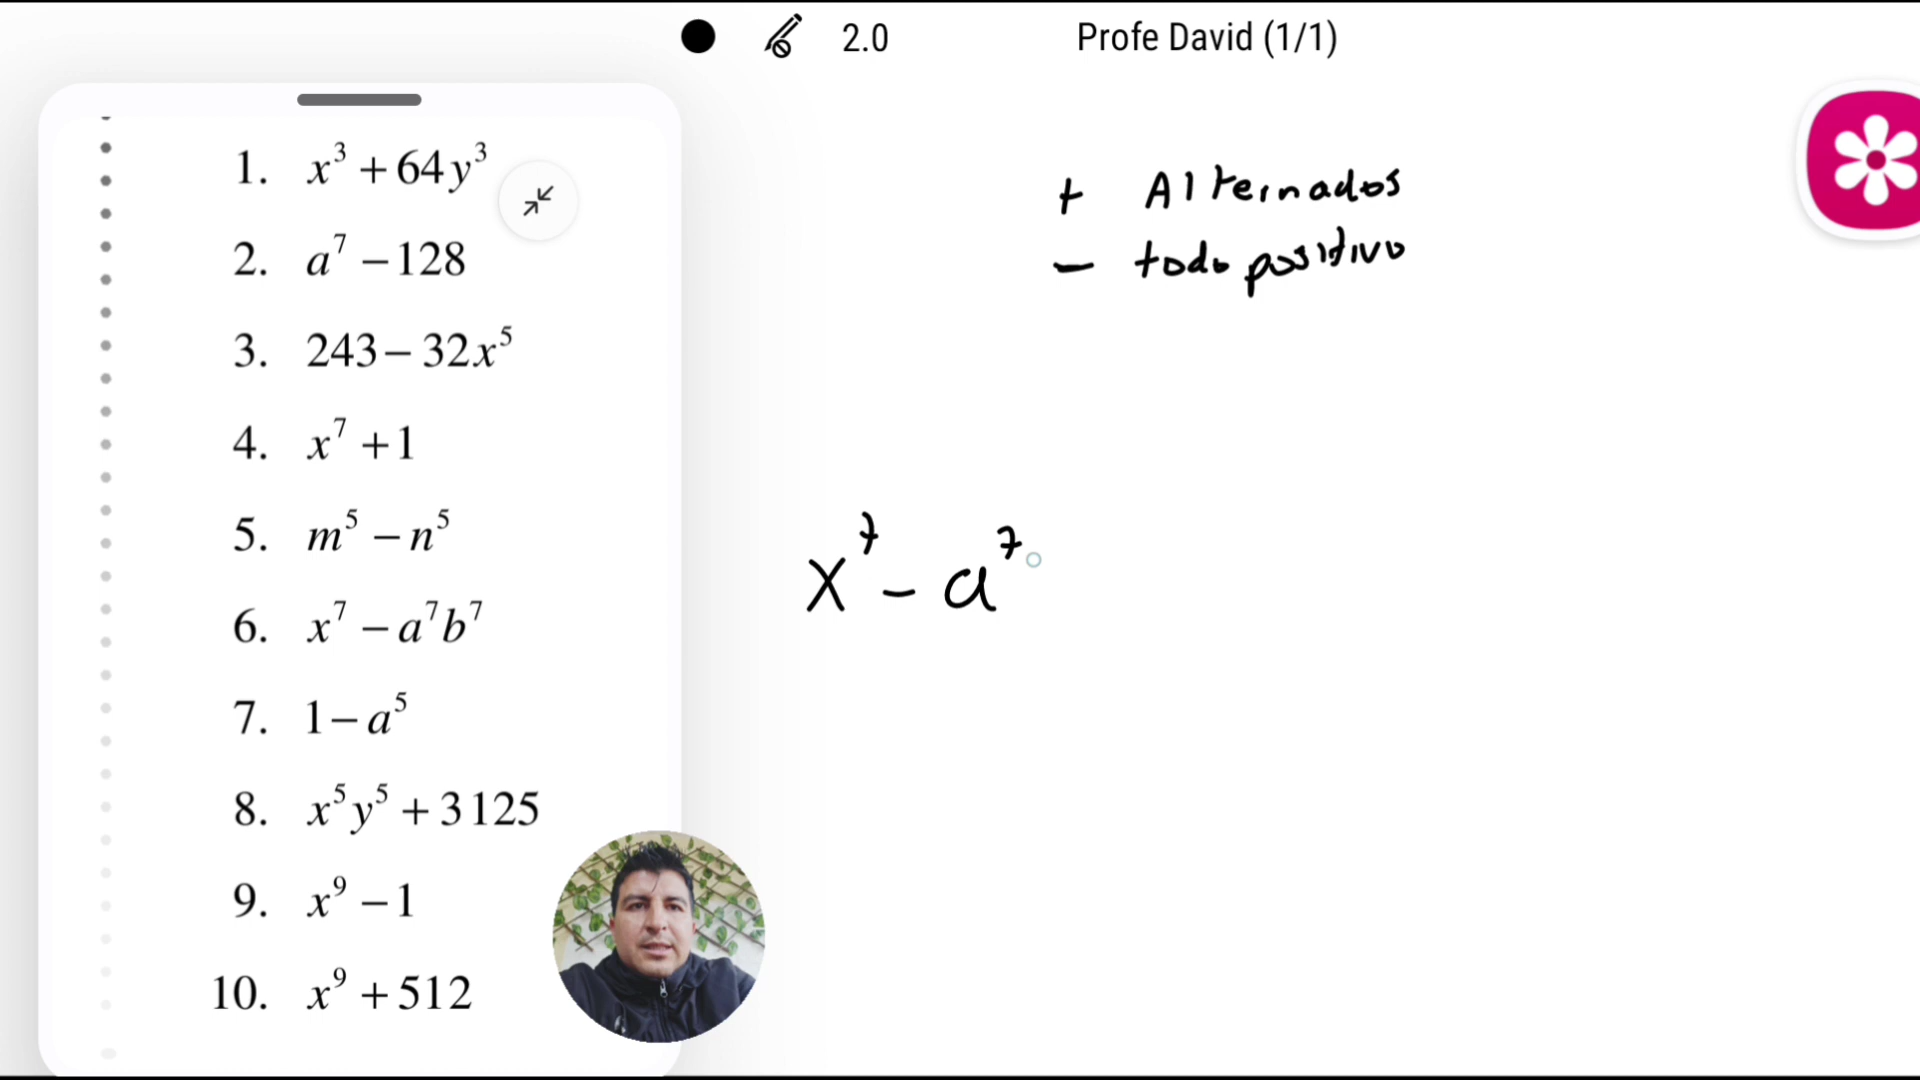 2.0 Profe David (1/1)
1. x³ + 64y³
2. a⁷ − 128
3. 243 − 32x⁵
4. x⁷ + 1
5. m⁵ − n⁵
6. x⁷ − a⁷b⁷
7. 1 − a⁵
8. x⁵y⁵ + 3125
9. x⁹ − 1
10. x⁹ + 512
+ Alternados
− todo positivo
x⁷ − a⁷